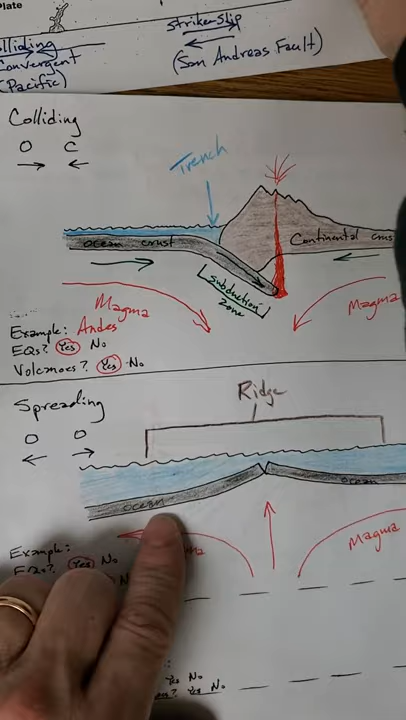 Plate
Strike-Slip
(San Andreas Fault)
Colliding
Convergent
(Pacific)
Colliding
O C
Trench
ocean crust
Continental crus
subduction
zone
Magma
Magma
Example: Andes
EQs? Yes No
Volcanoes? Yes No
Spreading
O O
Ridge
ocean
ocean
Magma
Example:
EQs? Yes No
No
Yes No
Yes No